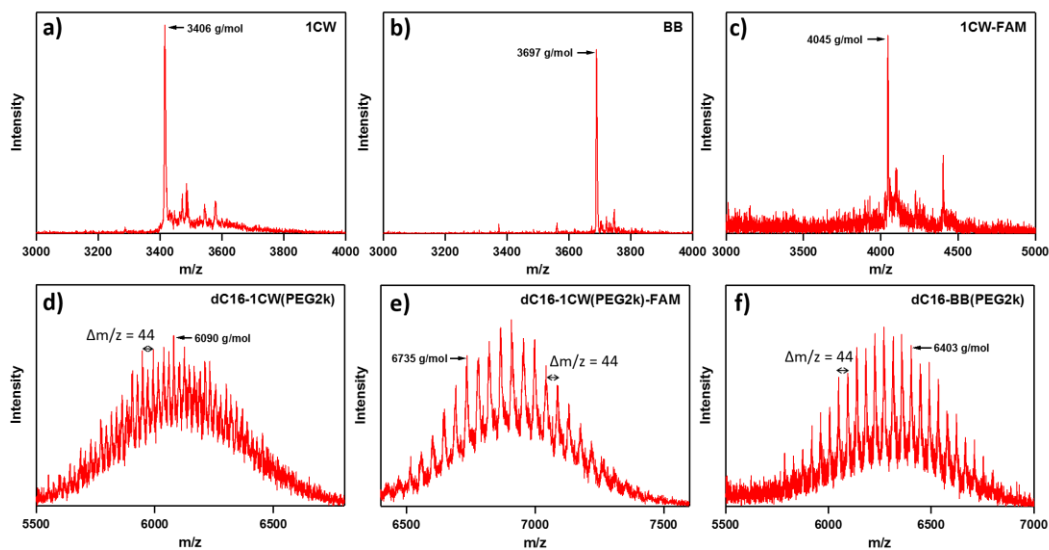 a) 3406 g/mol 1CW
Intensity
3000 3200 3400 3600 3800 4000
m/z
b) BB
3697 g/mol
Intensity
3000 3200 3400 3600 3800 4000
m/z
c) 1CW-FAM
4045 g/mol
Intensity
3000 3500 4000 4500 5000
m/z
d) dC16-1CW(PEG2k)
Δm/z = 44 6090 g/mol
Intensity
5500 6000 6500
m/z
e) dC16-1CW(PEG2k)-FAM
6735 g/mol Δm/z = 44
Intensity
6500 7000 7500
m/z
f) dC16-BB(PEG2k)
Δm/z = 44 6403 g/mol
Intensity
5500 6000 6500 7000
m/z